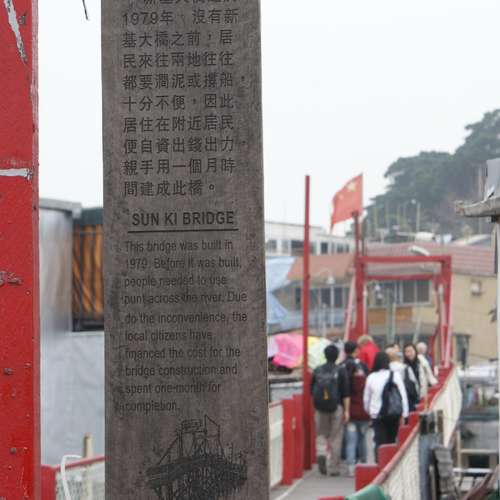 1979年，沒有新
基大橋之前，居
民來往兩地往往
都要澗泥或撲船，
十分不便，因此
居住在附近居民
便自資出錢出力，
親手用一個月時
間建成此橋。
SUN KI BRIDGE
This bridge was built in
1979. Before it was built,
people needed to use
punt across the river. Due
do the inconvenience, the
local citizens have
financed the cost for the
bridge construction and
spent one-month for
completion.